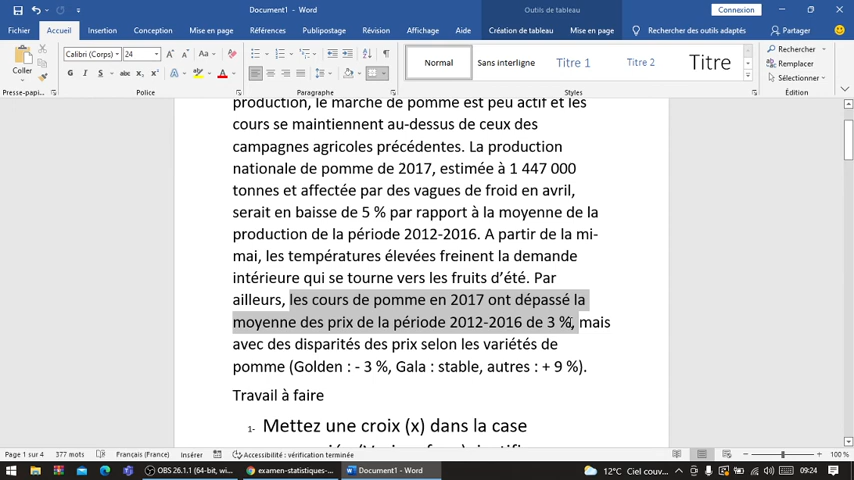 Document1 - Word
Outils de tableau
Connexion
Fichier
Accueil
Insertion
Conception
Mise en page
Références
Publipostage
Révision
Affichage
Aide
Création de tableau
Mise en page
Rechercher des outils adaptés
Partager
Coller
Calibri (Corps)
24
Normal
Sans interligne
Titre 1
Titre 2
Titre
Rechercher
Remplacer
Sélectionner
Presse-papiers
Police
Paragraphe
Styles
Édition
production, le marche de pomme est peu actif et les
cours se maintiennent au-dessus de ceux des
campagnes agricoles précédentes. La production
nationale de pomme de 2017, estimée à 1 447 000
tonnes et affectée par des vagues de froid en avril,
serait en baisse de 5 % par rapport à la moyenne de la
production de la période 2012-2016. A partir de la mi-
mai, les températures élevées freinent la demande
intérieure qui se tourne vers les fruits d’été. Par
ailleurs, les cours de pomme en 2017 ont dépassé la
moyenne des prix de la période 2012-2016 de 3 %, mais
avec des disparités des prix selon les variétés de
pomme (Golden : - 3 %, Gala : stable, autres : + 9 %).
Travail à faire
1- Mettez une croix (x) dans la case
Page 1 sur 4
377 mots
Français (France)
Insérer
Accessibilité : vérification terminée
100 %
OBS 26.1.1 (64-bit, wi...
examen-statistiques-...
Document1 - Word
12°C Ciel couv...
09:24